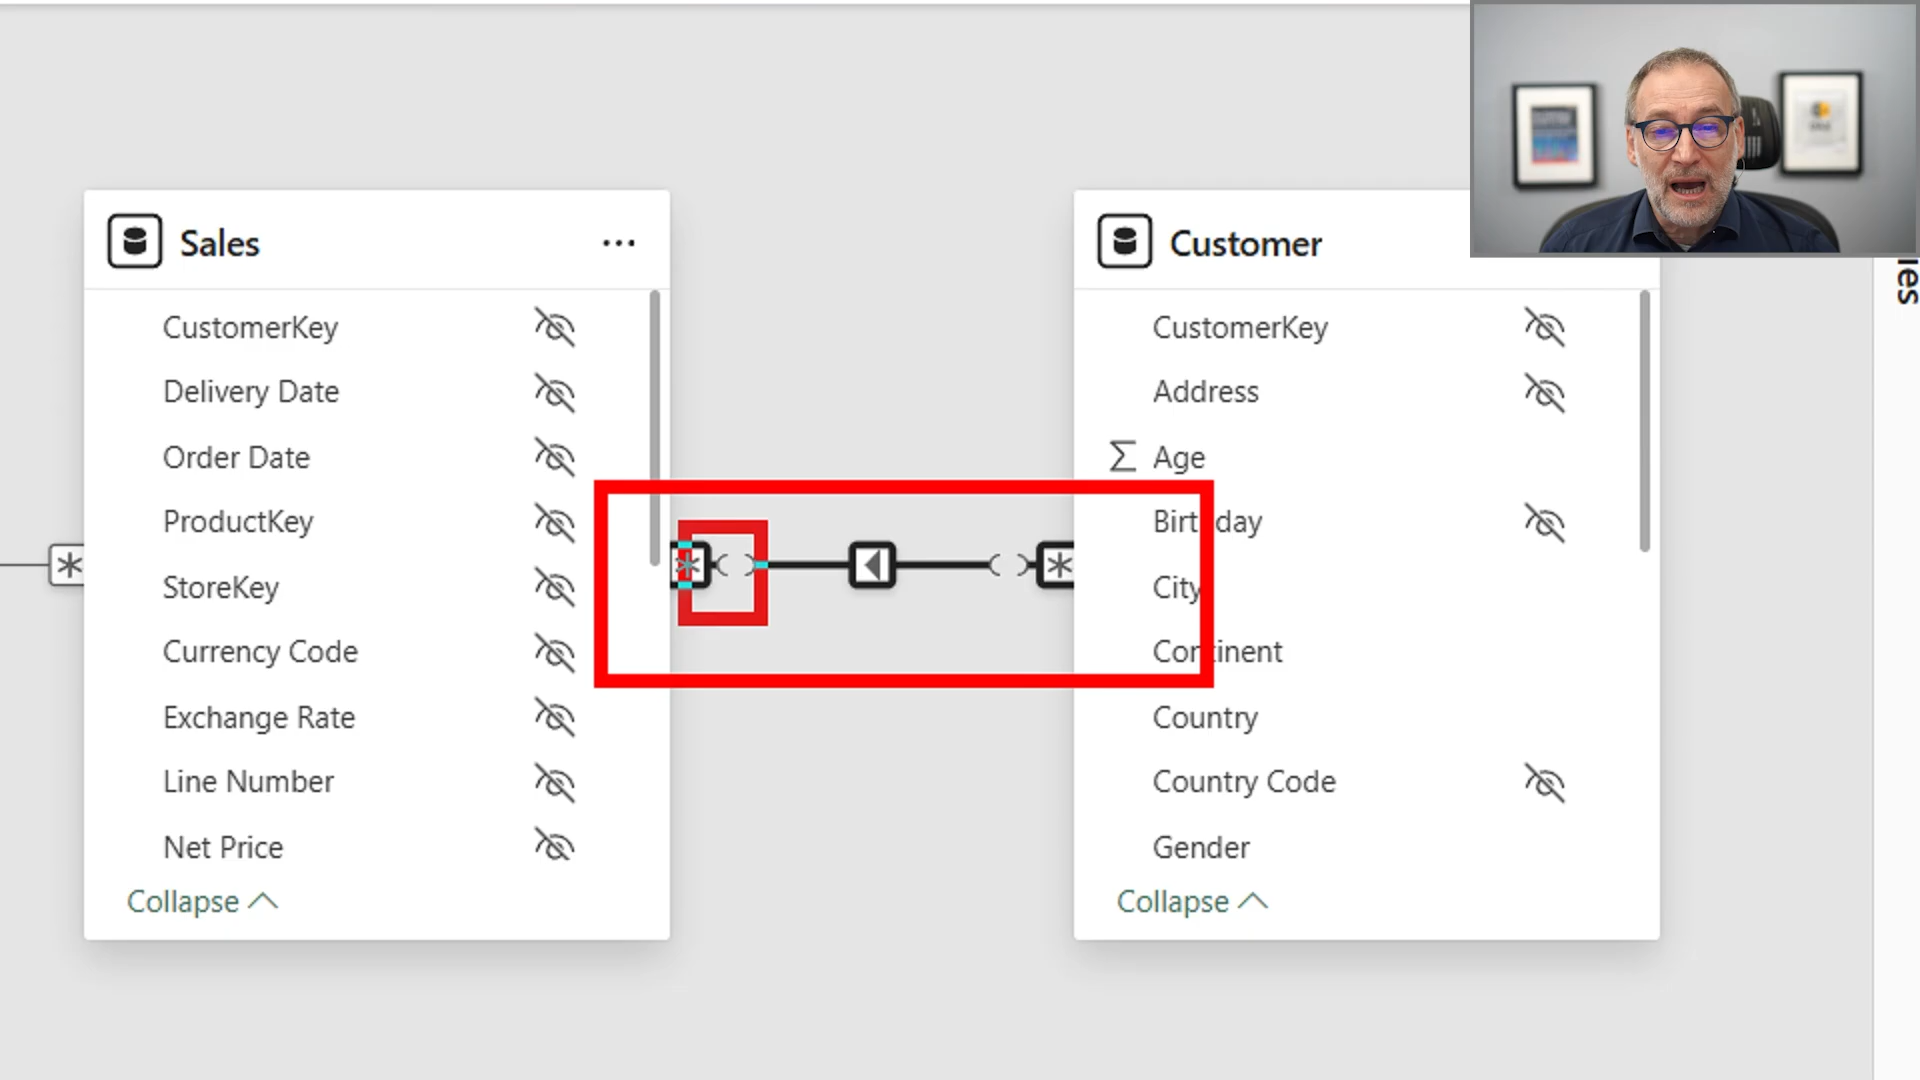 Sales
CustomerKey
Delivery Date
Order Date
ProductKey
StoreKey
Currency Code
Exchange Rate
Line Number
Net Price
Collapse
Customer
CustomerKey
Address
Age
Birthday
City
Continent
Country
Country Code
Gender
Collapse